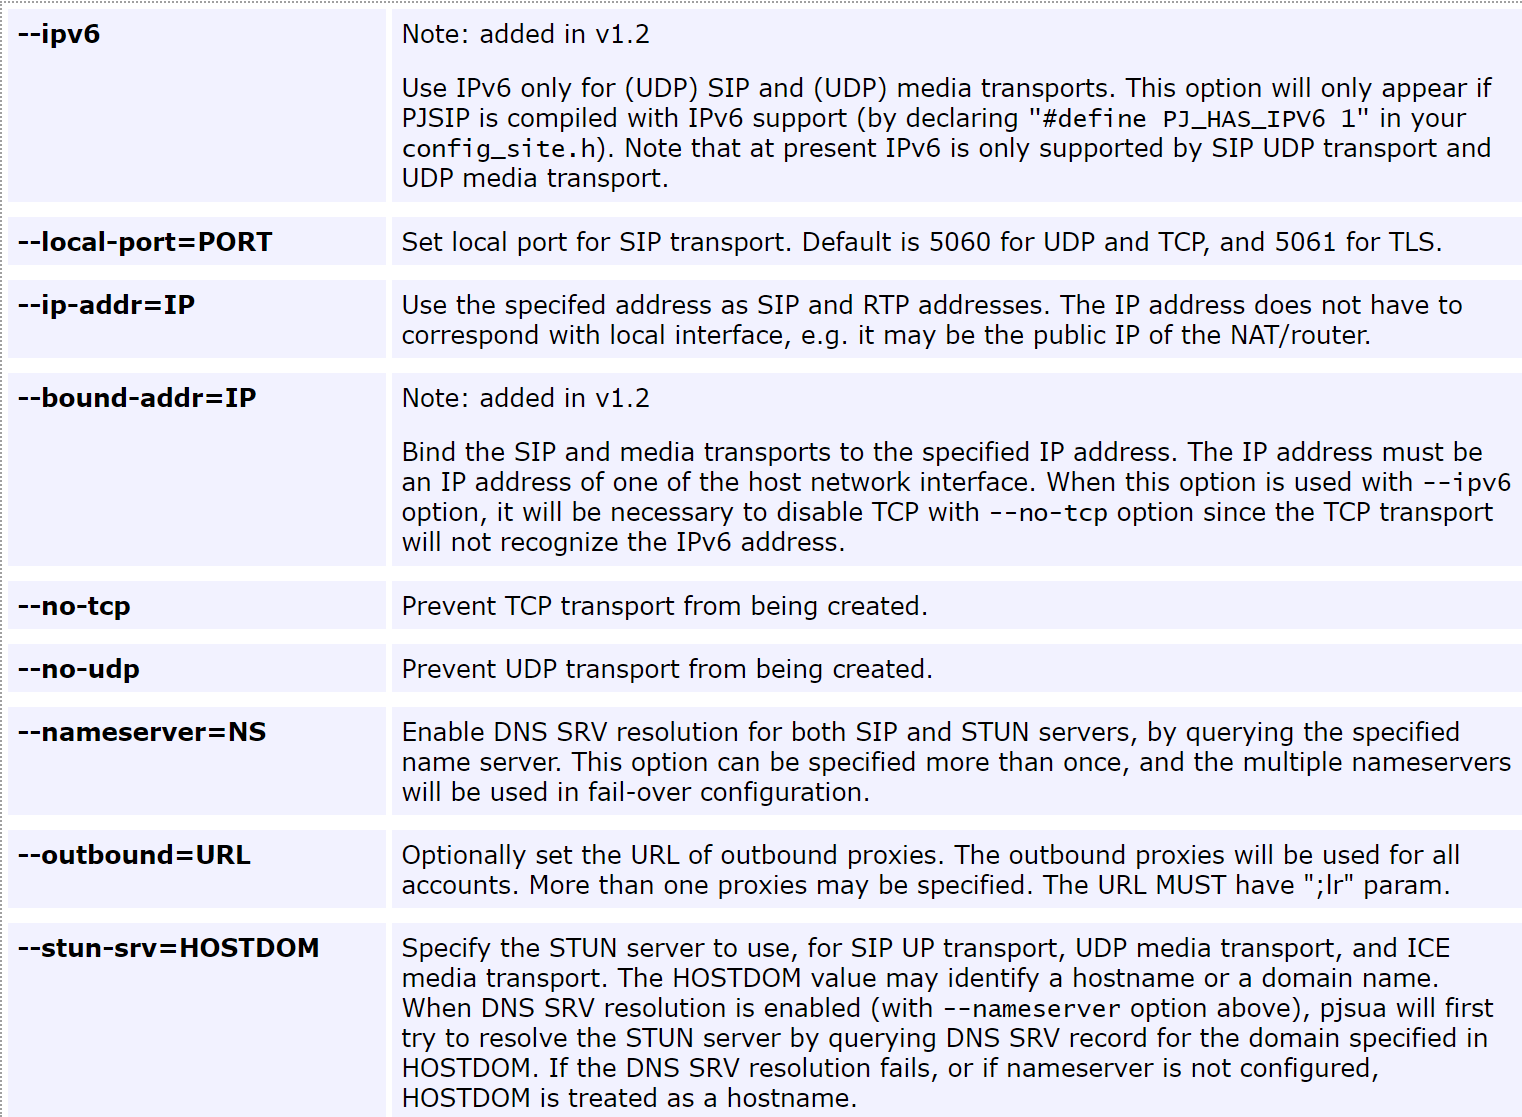 --ipv6
Note: added in v1.2
Use IPv6 only for (UDP) SIP and (UDP) media transports. This option will only appear if
PJSIP is compiled with IPv6 support (by declaring "#define PJ_HAS_IPV6 1" in your
config_site.h). Note that at present IPv6 is only supported by SIP UDP transport and
UDP media transport.
--local-port=PORT
Set local port for SIP transport. Default is 5060 for UDP and TCP, and 5061 for TLS.
--ip-addr=IP
Use the specifed address as SIP and RTP addresses. The IP address does not have to
correspond with local interface, e.g. it may be the public IP of the NAT/router.
--bound-addr=IP
Note: added in v1.2
Bind the SIP and media transports to the specified IP address. The IP address must be
an IP address of one of the host network interface. When this option is used with --ipv6
option, it will be necessary to disable TCP with --no-tcp option since the TCP transport
will not recognize the IPv6 address.
--no-tcp
Prevent TCP transport from being created.
--no-udp
Prevent UDP transport from being created.
--nameserver=NS
Enable DNS SRV resolution for both SIP and STUN servers, by querying the specified
name server. This option can be specified more than once, and the multiple nameservers
will be used in fail-over configuration.
--outbound=URL
Optionally set the URL of outbound proxies. The outbound proxies will be used for all
accounts. More than one proxies may be specified. The URL MUST have ";lr" param.
--stun-srv=HOSTDOM
Specify the STUN server to use, for SIP UP transport, UDP media transport, and ICE
media transport. The HOSTDOM value may identify a hostname or a domain name.
When DNS SRV resolution is enabled (with --nameserver option above), pjsua will first
try to resolve the STUN server by querying DNS SRV record for the domain specified in
HOSTDOM. If the DNS SRV resolution fails, or if nameserver is not configured,
HOSTDOM is treated as a hostname.